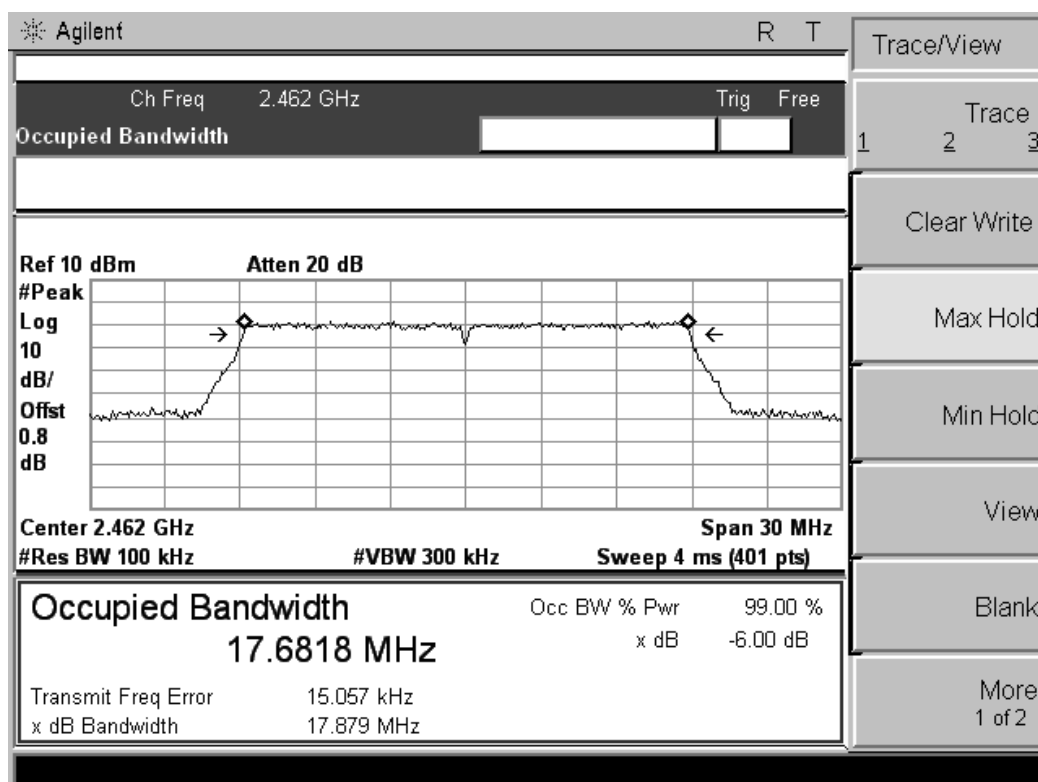 Agilent R T
Ch Freq 2.462 GHz Trig Free
Occupied Bandwidth
Ref 10 dBm Atten 20 dB
#Peak
Log
10
dB/
Offst
0.8
dB
Center 2.462 GHz Span 30 MHz
#Res BW 100 kHz #VBW 300 kHz Sweep 4 ms (401 pts)
Occupied Bandwidth Occ BW % Pwr 99.00 %
17.6818 MHz x dB -6.00 dB
Transmit Freq Error 15.057 kHz
x dB Bandwidth 17.879 MHz
Trace/View
Trace
1 2 3
Clear Write
Max Hold
Min Hold
View
Blank
More
1 of 2